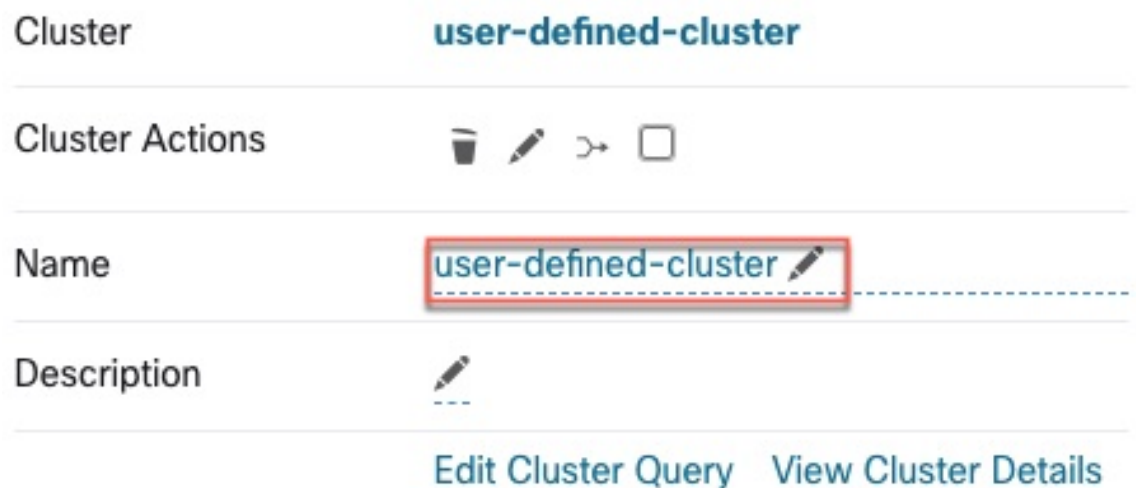 Cluster user-defined-cluster
Cluster Actions
Name user-defined-cluster
Description
Edit Cluster Query View Cluster Details